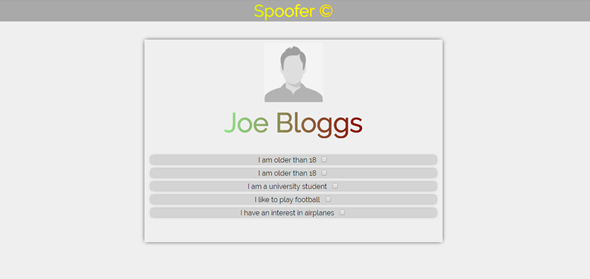 Spoofer ©
Joe Bloggs
I am older than 18
I am older than 18
I am a university student
I like to play football
I have an interest in airplanes